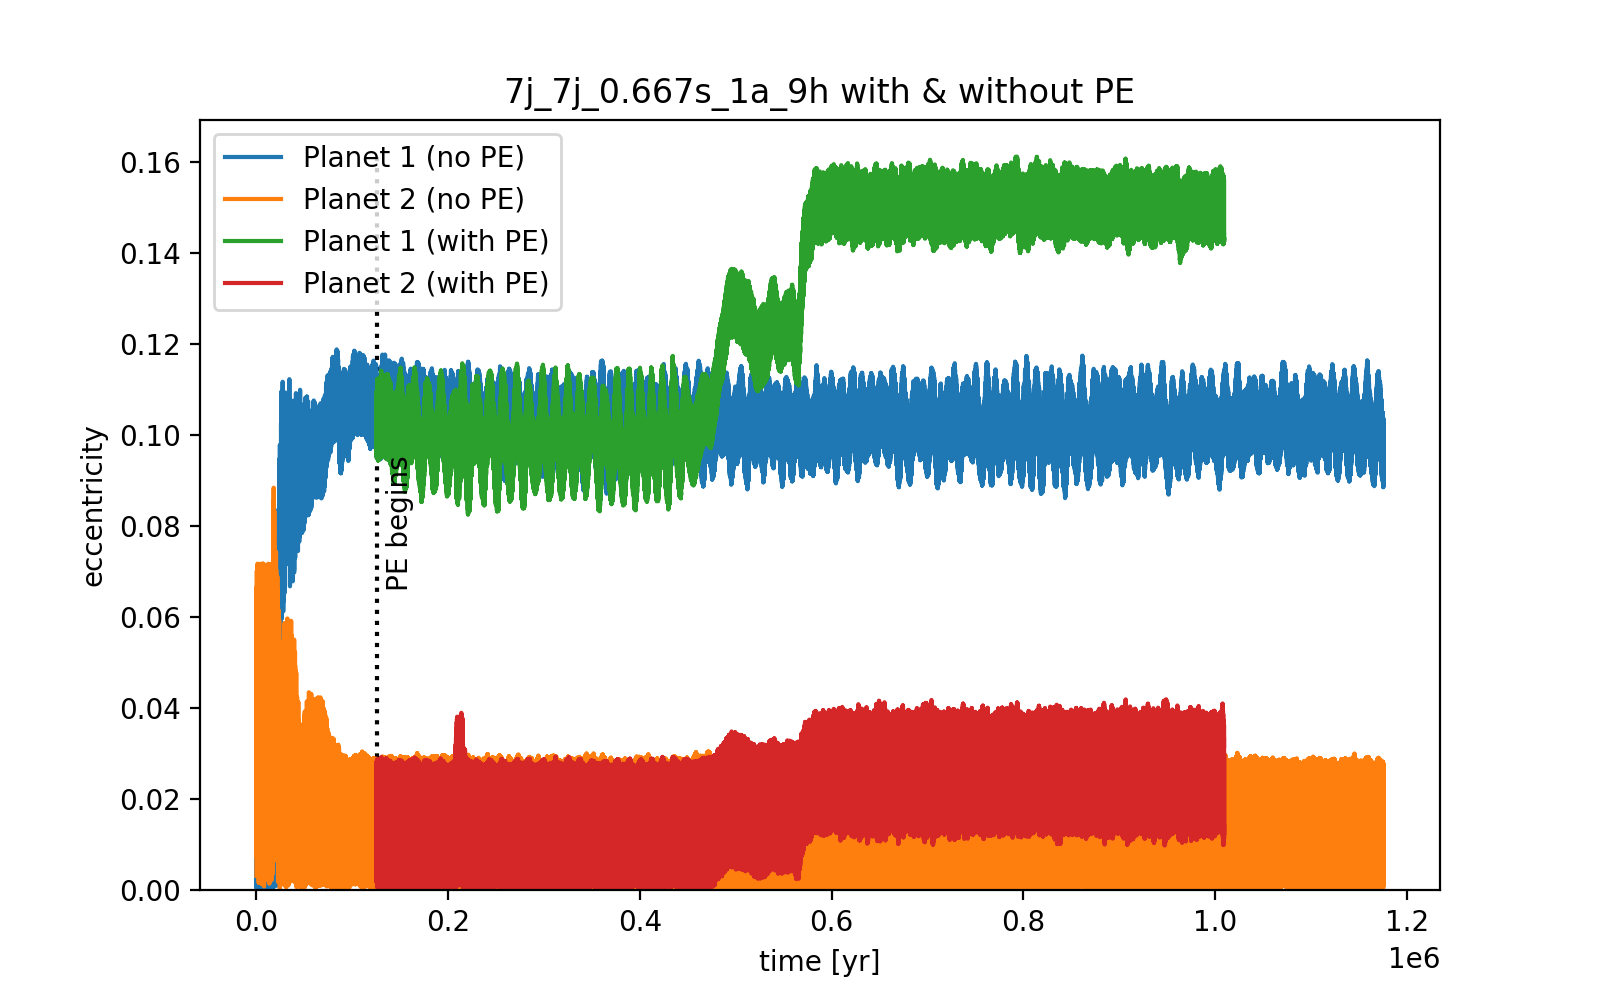 7j_7j_0.667s_1a_9h with & without PE
Planet 1 (no PE)
Planet 2 (no PE)
Planet 1 (with PE)
Planet 2 (with PE)
PE begins
eccentricity
0.16
0.14
0.12
0.10
0.08
0.06
0.04
0.02
0.00
0.0 0.2 0.4 0.6 0.8 1.0 1.2
time [yr]
1e6